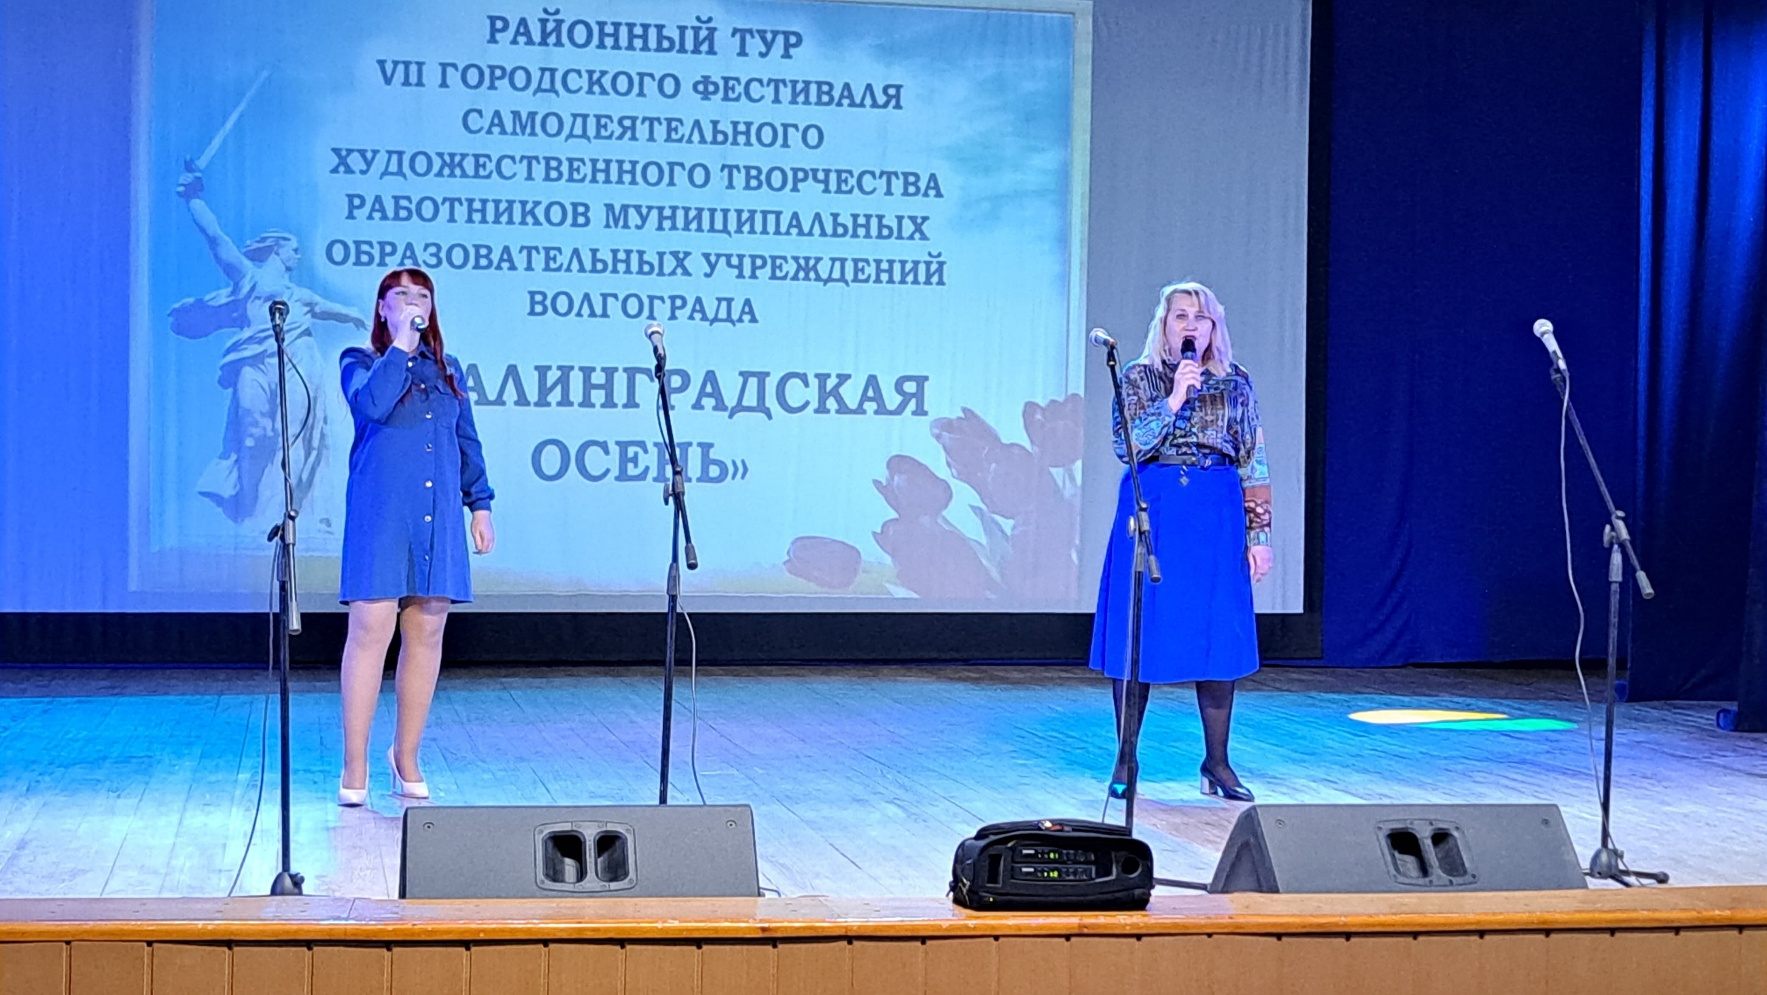 РАЙОННЫЙ ТУР
VII ГОРОДСКОГО ФЕСТИВАЛЯ
САМОДЕЯТЕЛЬНОГО
ХУДОЖЕСТВЕННОГО ТВОРЧЕСТВА
РАБОТНИКОВ МУНИЦИПАЛЬНЫХ
ОБРАЗОВАТЕЛЬНЫХ УЧРЕЖДЕНИЙ
ВОЛГОГРАДА
АЛИНГРАДСКАЯ
ОСЕНЬ»